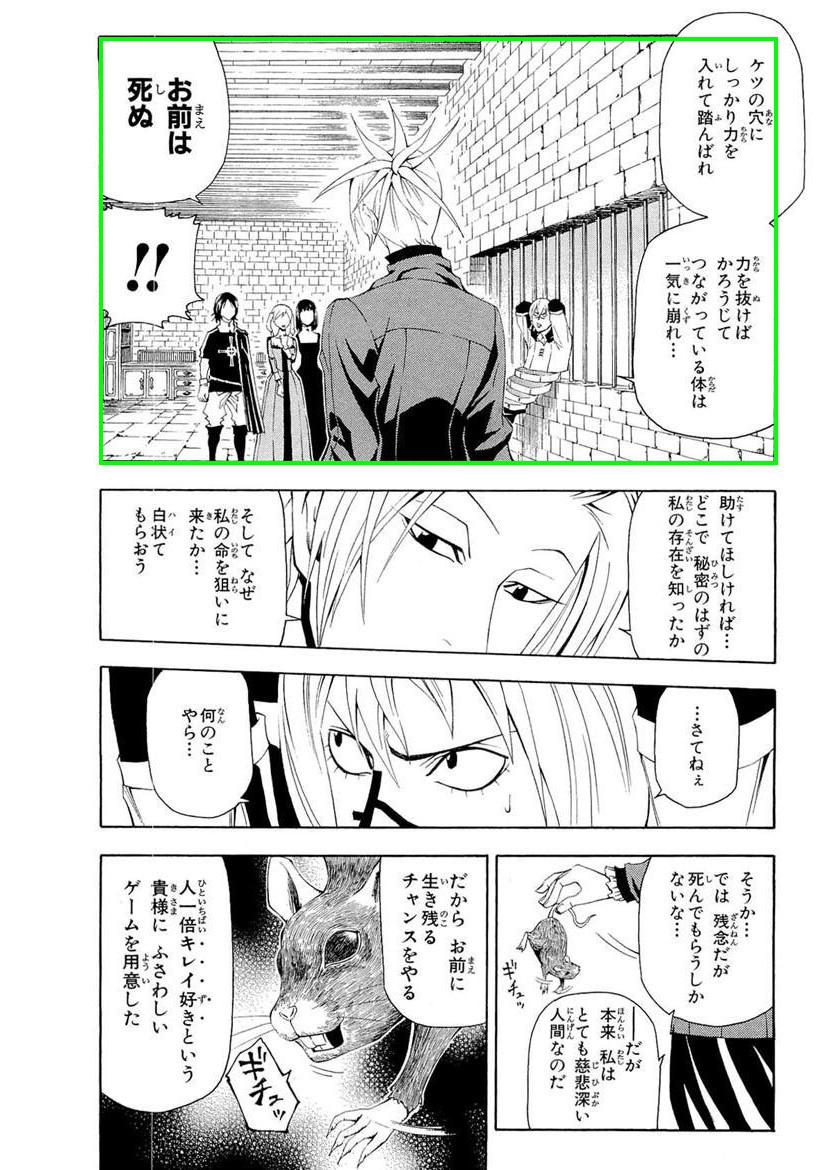 ケツの穴に
しっかり力を
入れて踏んばれ
力を抜けば
かろうじて
つながっている体は
一気に崩れ…
お前は
死ぬ
!!
助けてほしければ…
どこで 秘密のはずの
私の存在を知ったか
そして なぜ
私の命を狙いに
来たか…
白状て
もらおう
…さてねぇ
何のこと
やら…
そうか…
では 残念だが
死んでもらうしか
ないな…
ギチュッ
―だが
本来 私は
とても慈悲深い
人間なのだ
だから お前に
生き残る
チャンスをやる
ギチュッ
人一倍キレイ好きという
貴様に ふさわしい
ゲームを用意した